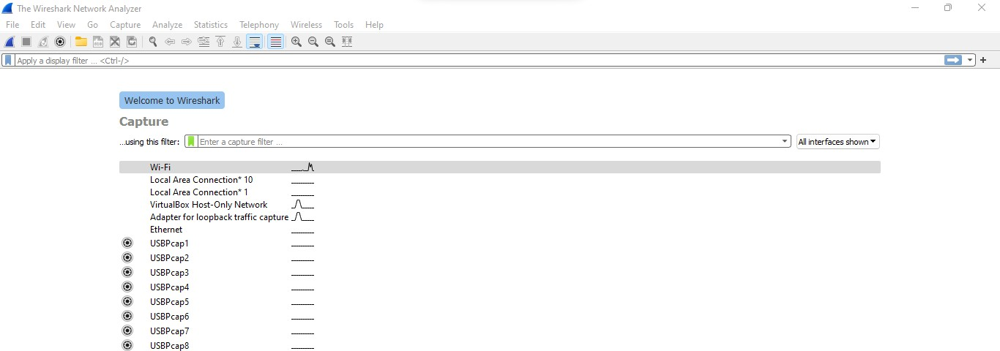 The Wireshark Network Analyzer
File Edit View Go Capture Analyze Statistics Telephony Wireless Tools Help
Apply a display filter ... <Ctrl-/>
Welcome to Wireshark
Capture
...using this filter: Enter a capture filter ... All interfaces shown
Wi-Fi
Local Area Connection* 10
Local Area Connection* 1
VirtualBox Host-Only Network
Adapter for loopback traffic capture
Ethernet
USBPcap1
USBPcap2
USBPcap3
USBPcap4
USBPcap5
USBPcap6
USBPcap7
USBPcap8